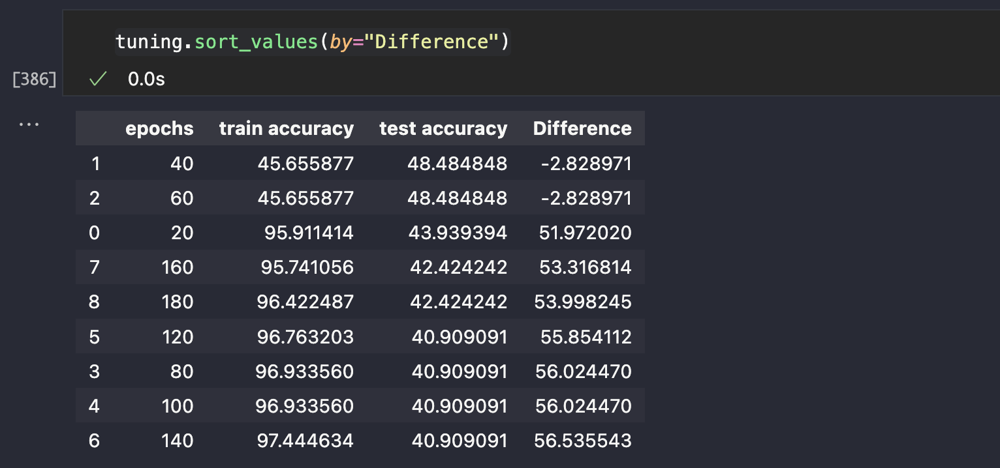 tuning.sort_values(by="Difference")
[386] ✓ 0.0s
...
epochs train accuracy test accuracy Difference
1 40 45.655877 48.484848 -2.828971
2 60 45.655877 48.484848 -2.828971
0 20 95.911414 43.939394 51.972020
7 160 95.741056 42.424242 53.316814
8 180 96.422487 42.424242 53.998245
5 120 96.763203 40.909091 55.854112
3 80 96.933560 40.909091 56.024470
4 100 96.933560 40.909091 56.024470
6 140 97.444634 40.909091 56.535543